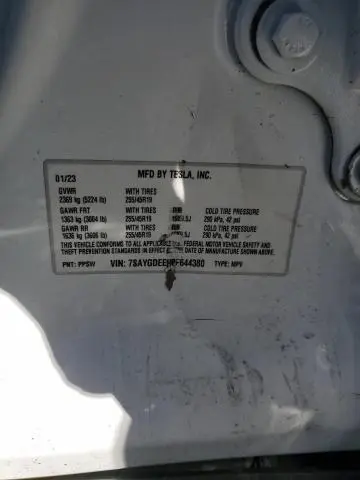 01/23 MFD BY TESLA, INC.
GVWR WITH TIRES
2369 kg (5224 lb) 255/45R19
GAWR FRT WITH TIRES RIM COLD TIRE PRESSURE
1363 kg (3004 lb) 255/45R19 290 kPa, 42 psi
GAWR RR WITH TIRES RIM COLD TIRE PRESSURE
1636 kg (3606 lb) 255/45R19 290 kPa, 42 psi
THIS VEHICLE CONFORMS TO ALL APPLICABLE U.S. FEDERAL MOTOR VEHICLE SAFETY AND
THEFT PREVENTION STANDARDS IN EFFECT ON THE DATE OF MANUFACTURE SHOWN ABOVE.
PNT: PPSW VIN: TYPE: MPV